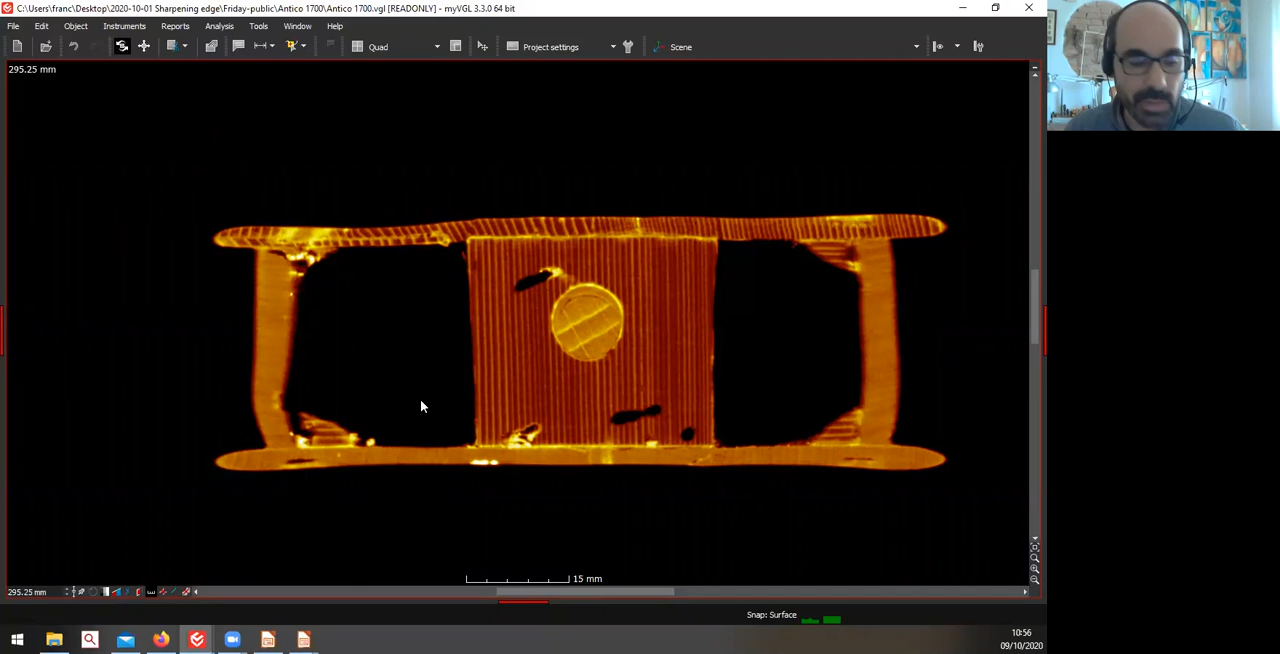 C:\Users\franc\Desktop\2020-10-01 Sharpening edge\Friday-public\Antico 1700\Antico 1700.vgl [READONLY] - myVGL 3.3.0 64 bit
File Edit Object Instruments Reports Analysis Tools Window Help
Quad Project settings Scene
295.25 mm
15 mm
295.25 mm
Snap: Surface
10:56
09/10/2020